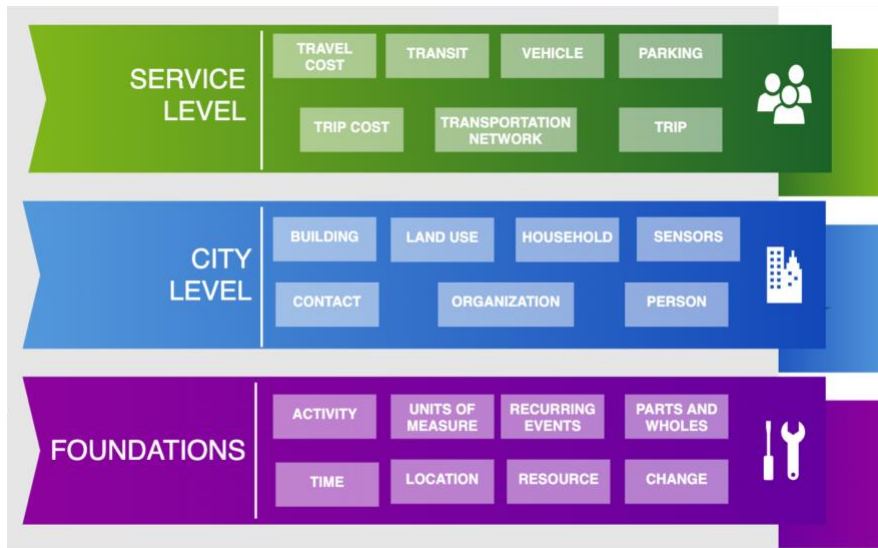 SERVICE
LEVEL
TRAVEL
COST
TRANSIT
VEHICLE
PARKING
TRIP COST
TRANSPORTATION
NETWORK
TRIP
CITY
LEVEL
BUILDING
LAND USE
HOUSEHOLD
SENSORS
CONTACT
ORGANIZATION
PERSON
FOUNDATIONS
ACTIVITY
UNITS OF
MEASURE
RECURRING
EVENTS
PARTS AND
WHOLES
TIME
LOCATION
RESOURCE
CHANGE